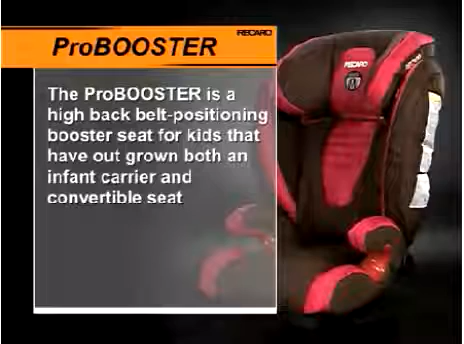 RECARO
ProBOOSTER
The ProBOOSTER is a
high back belt-positioning
booster seat for kids that
have out grown both an
infant carrier and
convertible seat
RECARO